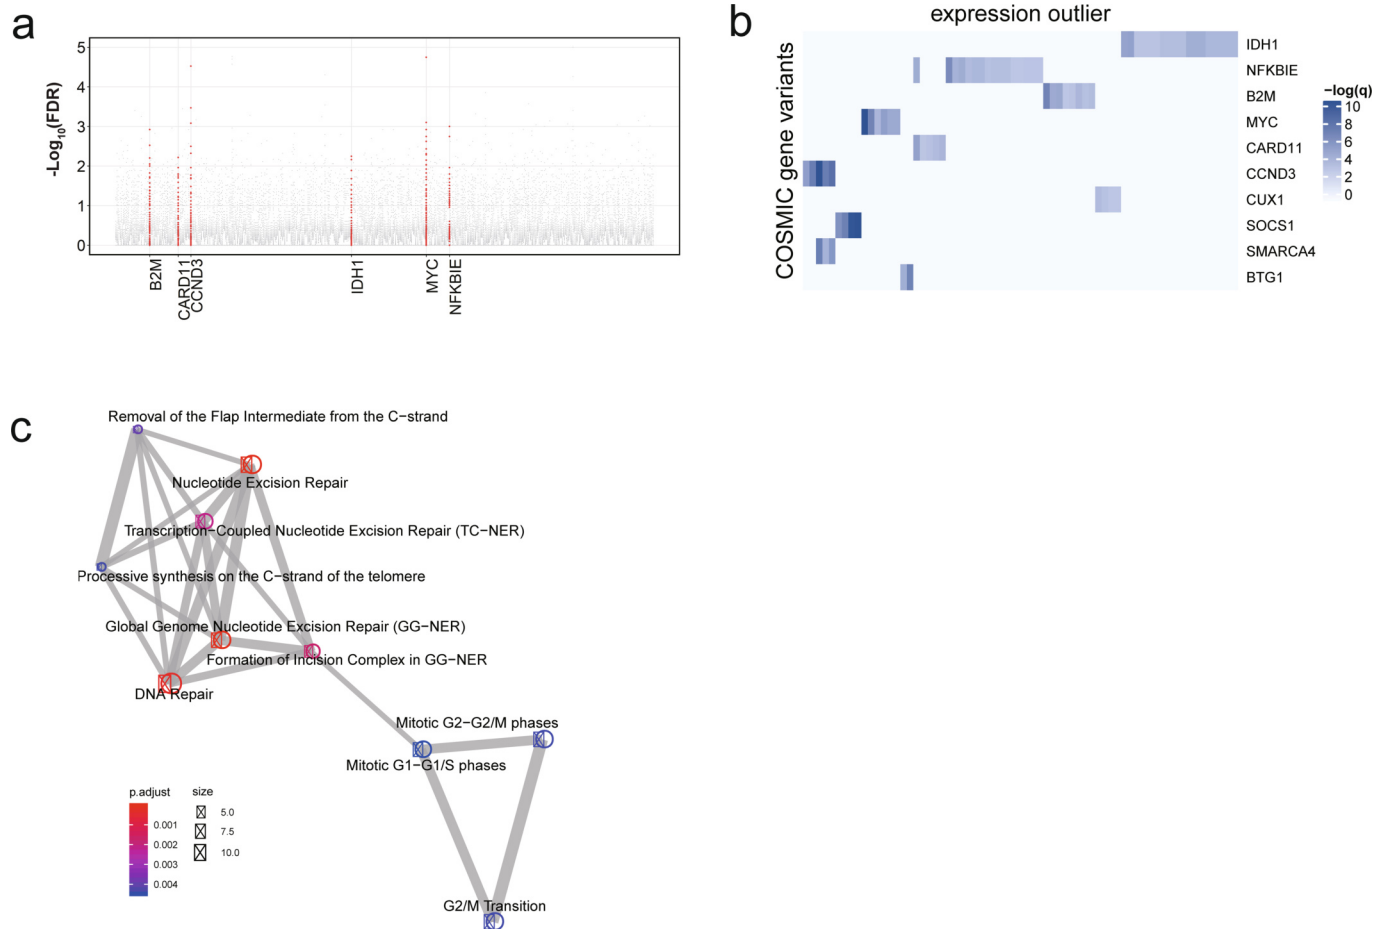 a
-Log10(FDR)
5
4
3
2
1
0
B2M
CARD11
CCND3
IDH1
MYC
NFKBIE
b
expression outlier
COSMIC gene variants
IDH1
NFKBIE
B2M
MYC
CARD11
CCND3
CUX1
SOCS1
SMARCA4
BTG1
−log(q)
10
8
6
4
2
0
c
Removal of the Flap Intermediate from the C−strand
Nucleotide Excision Repair
Transcription−Coupled Nucleotide Excision Repair (TC−NER)
Processive synthesis on the C−strand of the telomere
Global Genome Nucleotide Excision Repair (GG−NER)
Formation of Incision Complex in GG−NER
DNA Repair
Mitotic G2−G2/M phases
Mitotic G1−G1/S phases
G2/M Transition
p.adjust
0.001
0.002
0.003
0.004
size
5.0
7.5
10.0